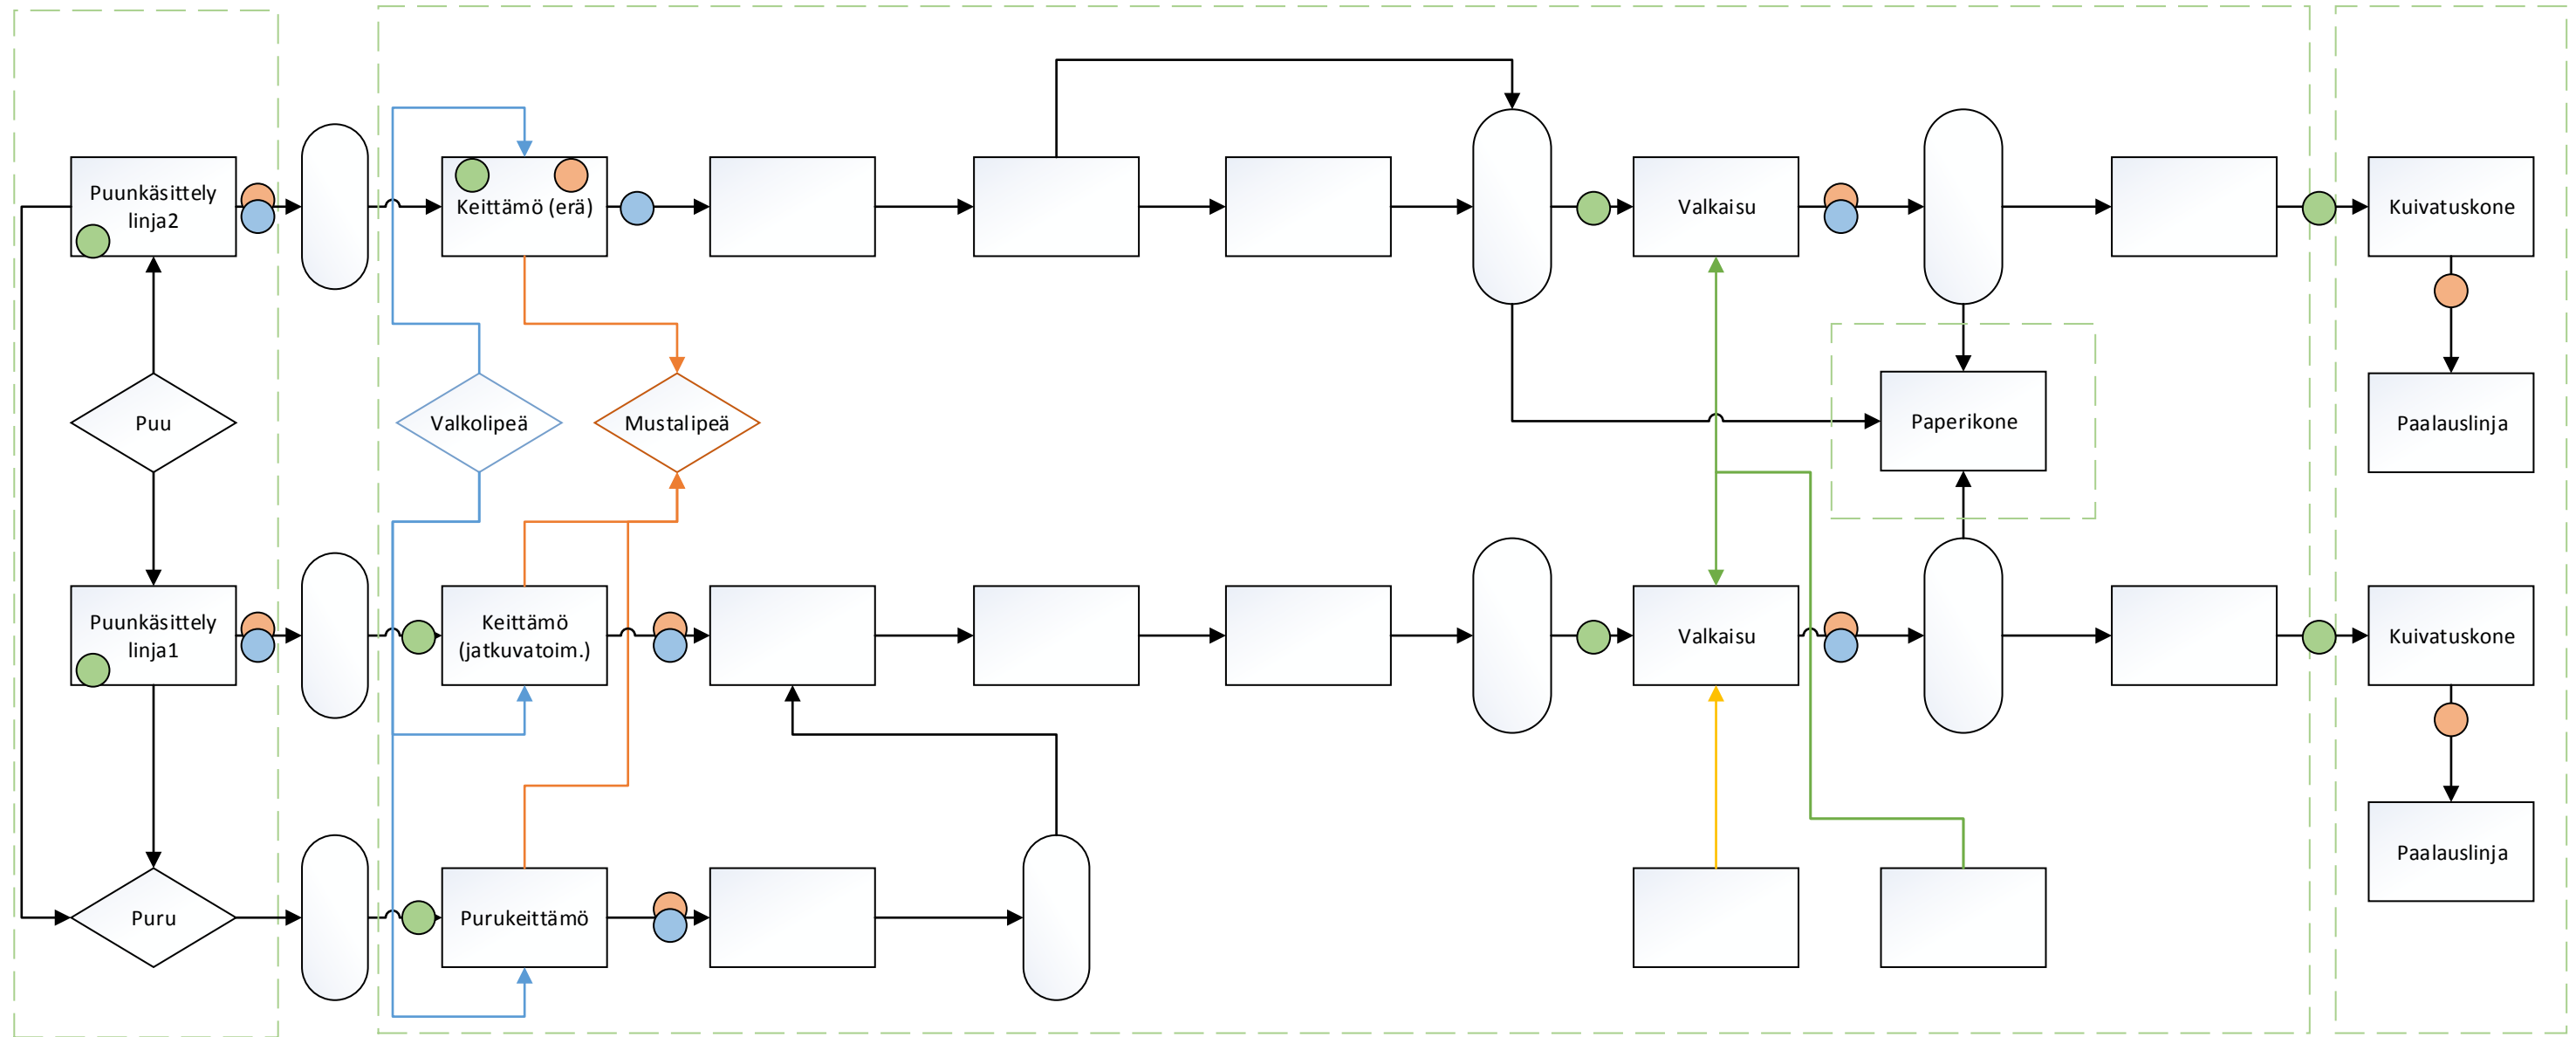 Puunkäsittely
linja2
Keittämö (erä)
Valkaisu
Kuivatuskone
Puu
Valkolipeä
Mustalipeä
Paperikone
Paalauslinja
Puunkäsittely
linja1
Keittämö
(jatkuvatoim.)
Valkaisu
Kuivatuskone
Paalauslinja
Puru
Purukeittämö